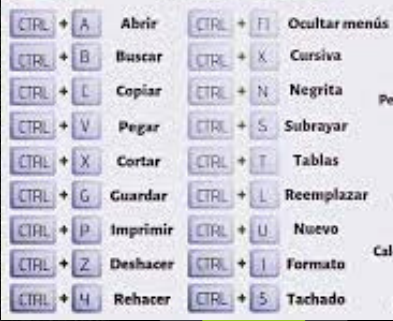 CTRL + A Abrir CTRL + F1 Ocultar menús
CTRL + B Buscar CTRL + K Cursiva
CTRL + C Copiar CTRL + N Negrita
Pe
CTRL + V Pegar CTRL + S Subrayar
CTRL + X Cortar CTRL + T Tablas
CTRL + G Guardar CTRL + L Reemplazar
CTRL + P Imprimir CTRL + U Nuevo
Cal
CTRL + Z Deshacer CTRL + 1 Formato
CTRL + Y Rehacer CTRL + 5 Tachado